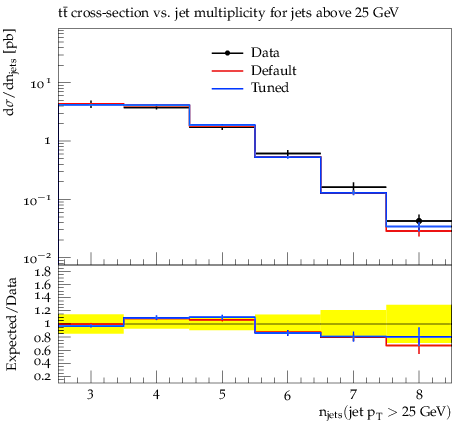 tt̄ cross-section vs. jet multiplicity for jets above 25 GeV
dσ/dn_jets [pb]
Data
Default
Tuned
10¹
1
10⁻¹
10⁻²
Expected/Data
1.8
1.6
1.4
1.2
1
0.8
0.6
0.4
0.2
3 4 5 6 7 8
n_jets(jet p_T > 25 GeV)